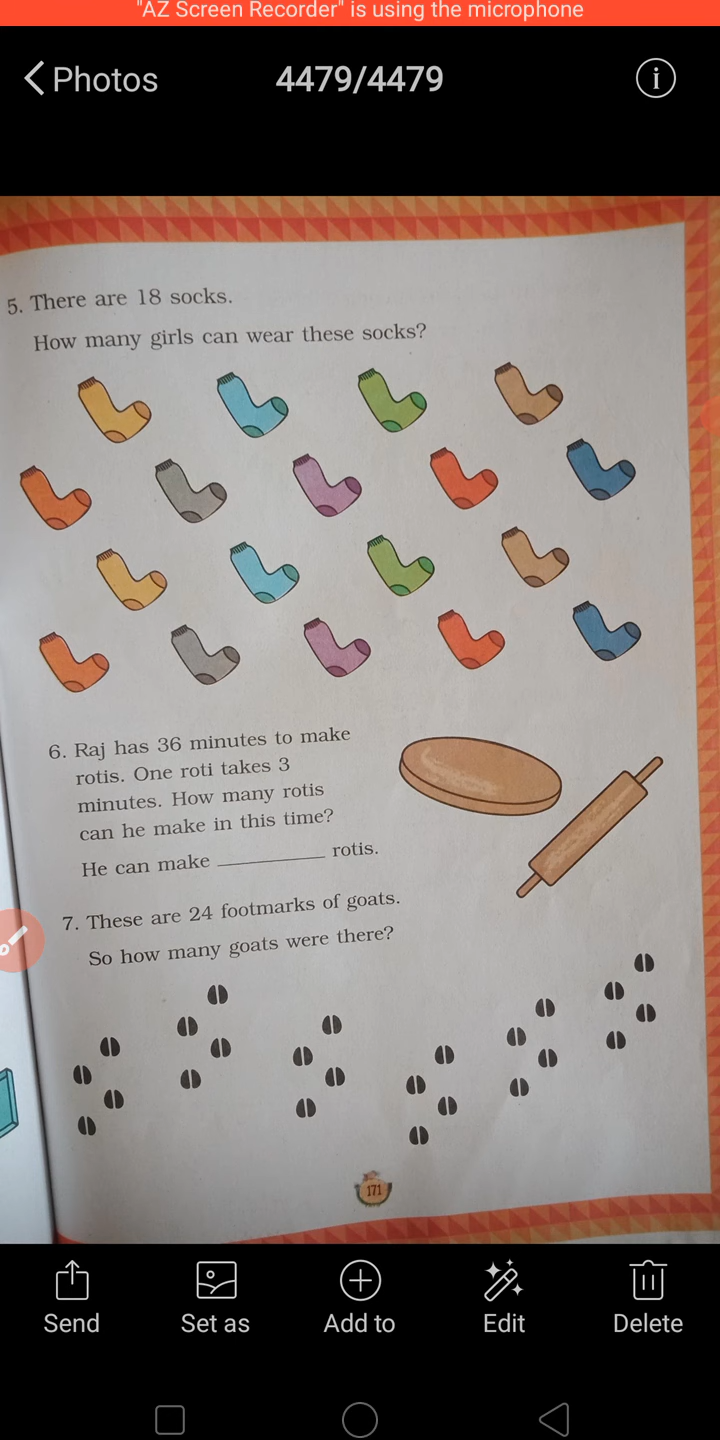 "AZ Screen Recorder" is using the microphone
Photos
4479/4479
i
5. There are 18 socks.
How many girls can wear these socks?
6. Raj has 36 minutes to make
rotis. One roti takes 3
minutes. How many rotis
can he make in this time?
He can make __________ rotis.
7. These are 24 footmarks of goats.
So how many goats were there?
171
Send
Set as
Add to
Edit
Delete